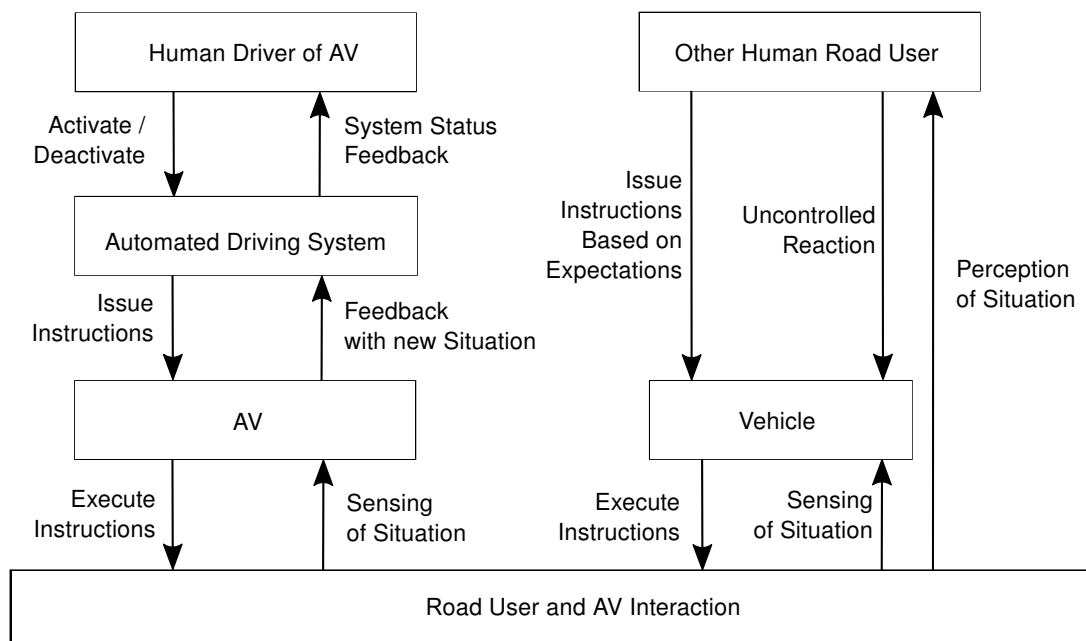 Human Driver of AV
Other Human Road User
Activate /
Deactivate
System Status
Feedback
Issue
Instructions
Based on
Expectations
Uncontrolled
Reaction
Perception
of Situation
Automated Driving System
Issue
Instructions
Feedback
with new Situation
AV
Vehicle
Execute
Instructions
Sensing
of Situation
Execute
Instructions
Sensing
of Situation
Road User and AV Interaction